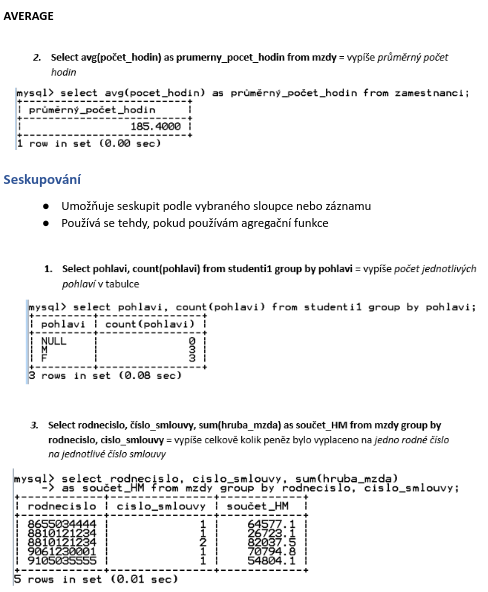 AVERAGE
2. Select avg(počet_hodin) as prumerny_pocet_hodin from mzdy = vypíše průměrný počet
hodin
mysql> select avg(pocet_hodin) as průměrný_počet_hodin from zamestnanci;
+----------------------+
| průměrný_počet_hodin |
+----------------------+
| 185.4000 |
+----------------------+
1 row in set (0.00 sec)
Seskupování
● Umožňuje seskupit podle vybraného sloupce nebo záznamu
● Používá se tehdy, pokud používám agregační funkce
1. Select pohlavi, count(pohlavi) from studenti1 group by pohlavi = vypíše počet jednotlivých
pohlaví v tabulce
mysql> select pohlavi, count(pohlavi) from studenti1 group by pohlavi;
+---------+----------------+
| pohlavi | count(pohlavi) |
+---------+----------------+
| NULL | 0 |
| M | 3 |
| F | 3 |
+---------+----------------+
3 rows in set (0.08 sec)
3. Select rodnecislo, číslo_smlouvy, sum(hruba_mzda) as součet_HM from mzdy group by
rodnecislo, cislo_smlouvy = vypíše celkově kolik peněz bylo vyplaceno na jedno rodné číslo
na jednotlivé číslo smlouvy
mysql> select rodnecislo, cislo_smlouvy, sum(hruba_mzda)
-> as součet_HM from mzdy group by rodnecislo, cislo_smlouvy;
+------------+---------------+-----------+
| rodnecislo | cislo_smlouvy | součet_HM |
+------------+---------------+-----------+
| 8655034444 | 1 | 64577.1 |
| 8810121234 | 1 | 26723.1 |
| 8810121234 | 2 | 82037.5 |
| 9061230001 | 1 | 70794.8 |
| 9105035555 | 1 | 54804.1 |
+------------+---------------+-----------+
5 rows in set (0.01 sec)